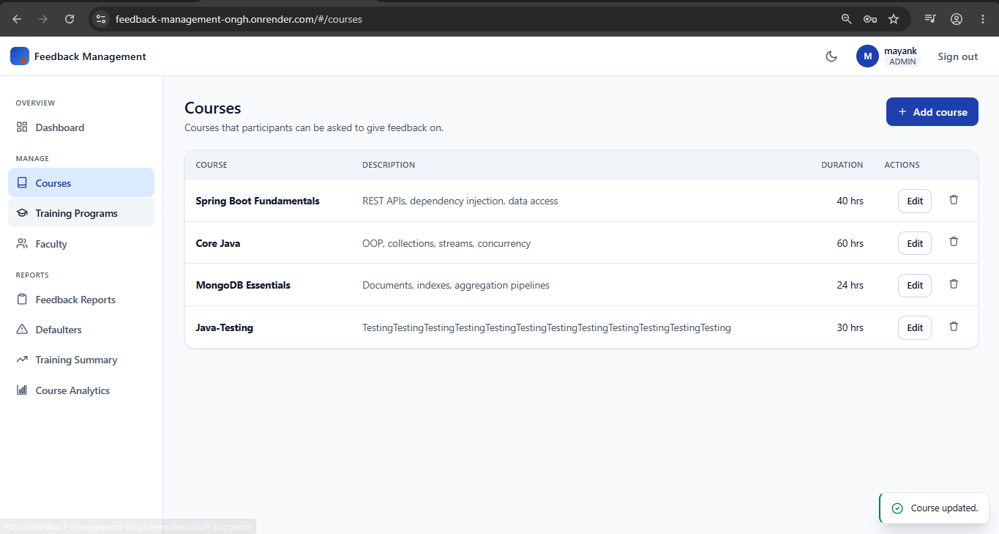 feedback-management-ongh.onrender.com/#/courses
Feedback Management
M
mayank
ADMIN
Sign out
OVERVIEW
Dashboard
MANAGE
Courses
Training Programs
Faculty
REPORTS
Feedback Reports
Defaulters
Training Summary
Course Analytics
Courses
Courses that participants can be asked to give feedback on.
+ Add course
COURSE DESCRIPTION DURATION ACTIONS
Spring Boot Fundamentals REST APIs, dependency injection, data access 40 hrs Edit
Core Java OOP, collections, streams, concurrency 60 hrs Edit
MongoDB Essentials Documents, indexes, aggregation pipelines 24 hrs Edit
Java-Testing TestingTestingTestingTestingTestingTestingTestingTestingTestingTestingTestingTesting 30 hrs Edit
Course updated.
https://feedback-management-ongh.onrender.com/#/programs